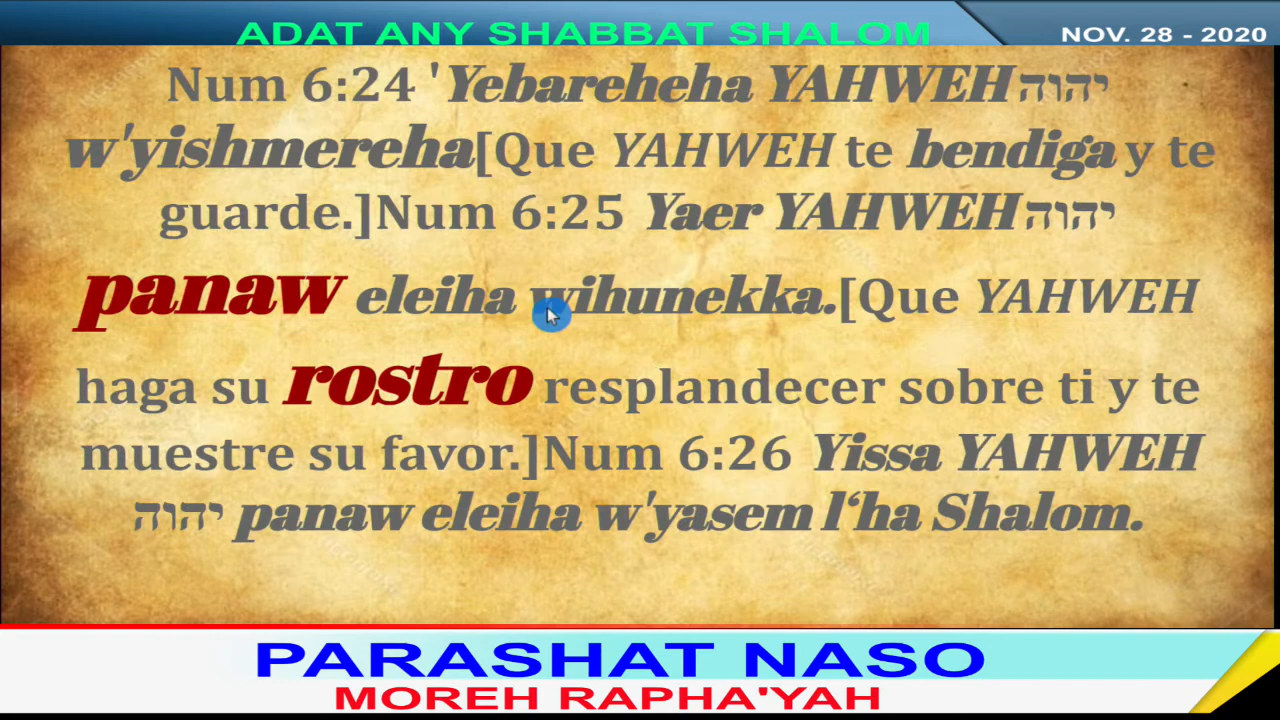 ADAT ANY SHABBAT SHALOM
NOV. 28 - 2020
Num 6:24 'Yebareheha YAHWEH יהוה
w'yishmereha[Que YAHWEH te bendiga y te
guarde.]Num 6:25 Yaer YAHWEH יהוה
panaw eleiha wihunekka.[Que YAHWEH
haga su rostro resplandecer sobre ti y te
muestre su favor.]Num 6:26 Yissa YAHWEH
יהוה panaw eleiha w'yasem l‘ha Shalom.
PARASHAT NASO
MOREH RAPHA'YAH